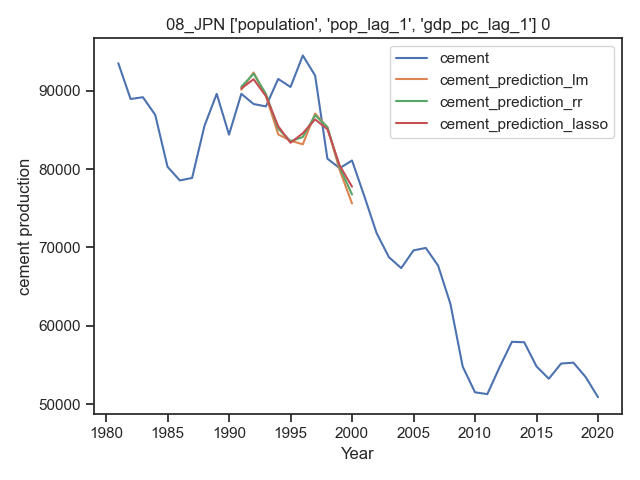 08_JPN ['population', 'pop_lag_1', 'gdp_pc_lag_1'] 0
cement
cement_prediction_lm
cement_prediction_rr
cement_prediction_lasso
cement production
90000
80000
70000
60000
50000
1980 1985 1990 1995 2000 2005 2010 2015 2020
Year